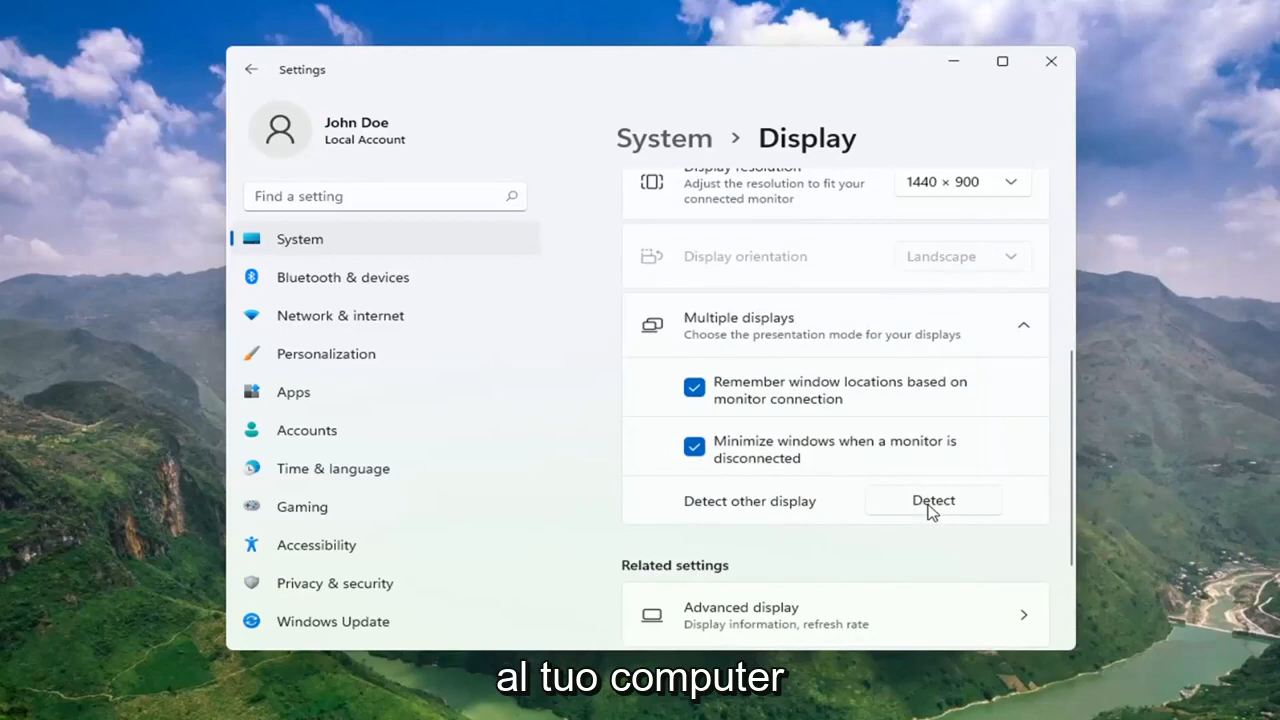 Settings
John Doe
Local Account
Find a setting
System
Bluetooth & devices
Network & internet
Personalization
Apps
Accounts
Time & language
Gaming
Accessibility
Privacy & security
Windows Update
System > Display
Display resolution
Adjust the resolution to fit your
connected monitor
1440 × 900
Display orientation
Landscape
Multiple displays
Choose the presentation mode for your displays
Remember window locations based on
monitor connection
Minimize windows when a monitor is
disconnected
Detect other display
Detect
Related settings
Advanced display
Display information, refresh rate
al tuo computer